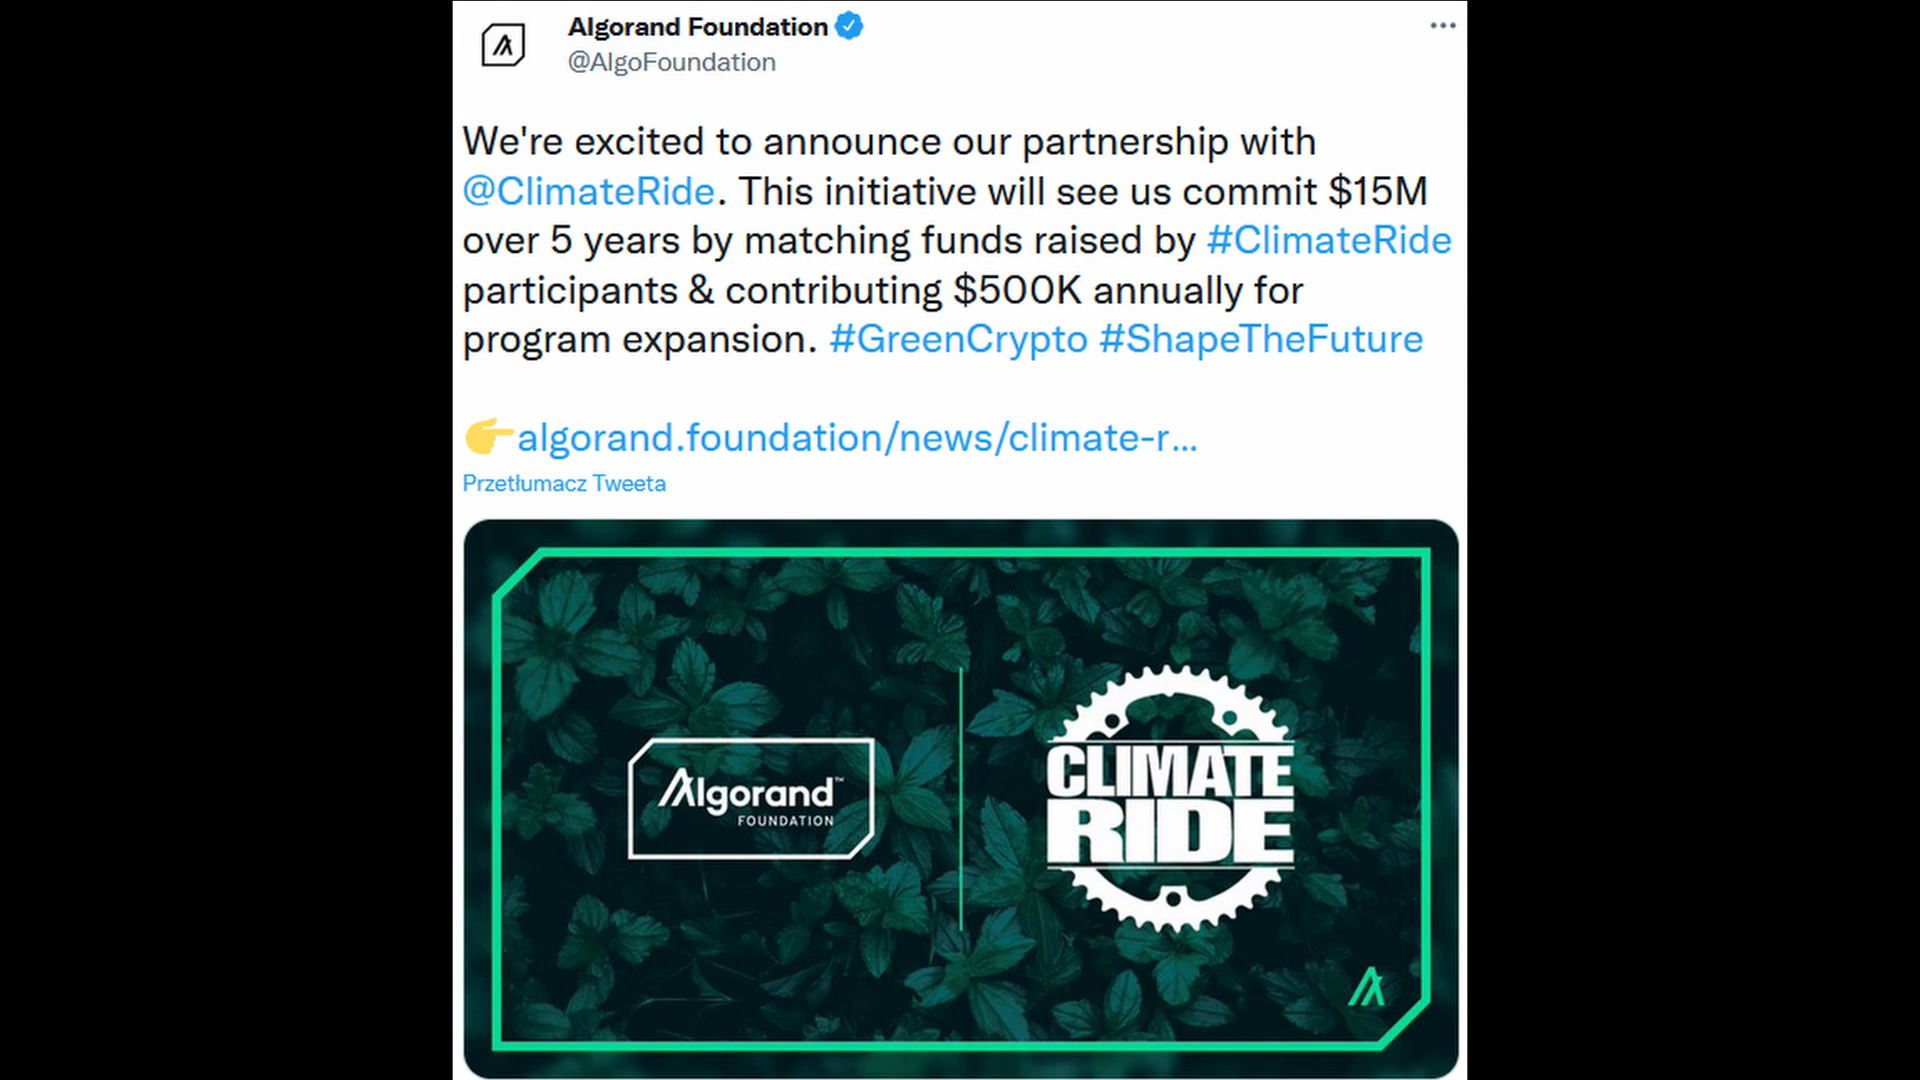 Algorand Foundation
@AlgoFoundation
We're excited to announce our partnership with
@ClimateRide. This initiative will see us commit $15M
over 5 years by matching funds raised by #ClimateRide
participants & contributing $500K annually for
program expansion. #GreenCrypto #ShapeTheFuture
👉algorand.foundation/news/climate-r...
Przetłumacz Tweeta
Algorand™
FOUNDATION
CLIMATE
RIDE